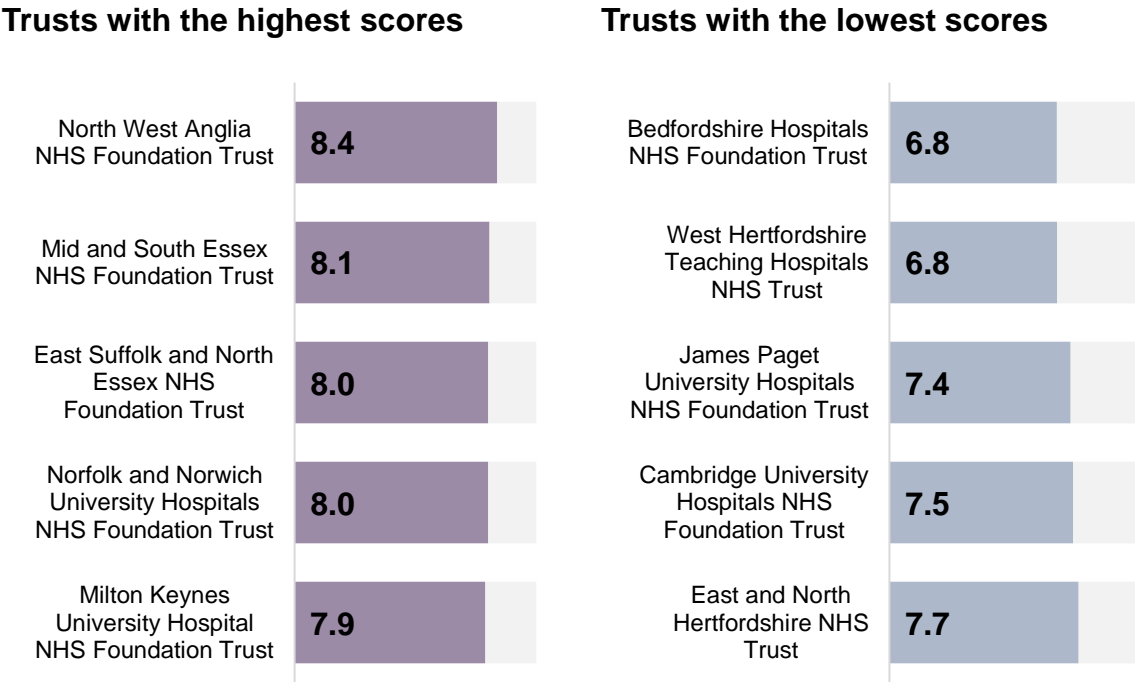 Trusts with the highest scores
North West Anglia
NHS Foundation Trust
8.4
Mid and South Essex
NHS Foundation Trust
8.1
East Suffolk and North
Essex NHS
Foundation Trust
8.0
Norfolk and Norwich
University Hospitals
NHS Foundation Trust
8.0
Milton Keynes
University Hospital
NHS Foundation Trust
7.9
Trusts with the lowest scores
Bedfordshire Hospitals
NHS Foundation Trust
6.8
West Hertfordshire
Teaching Hospitals
NHS Trust
6.8
James Paget
University Hospitals
NHS Foundation Trust
7.4
Cambridge University
Hospitals NHS
Foundation Trust
7.5
East and North
Hertfordshire NHS
Trust
7.7